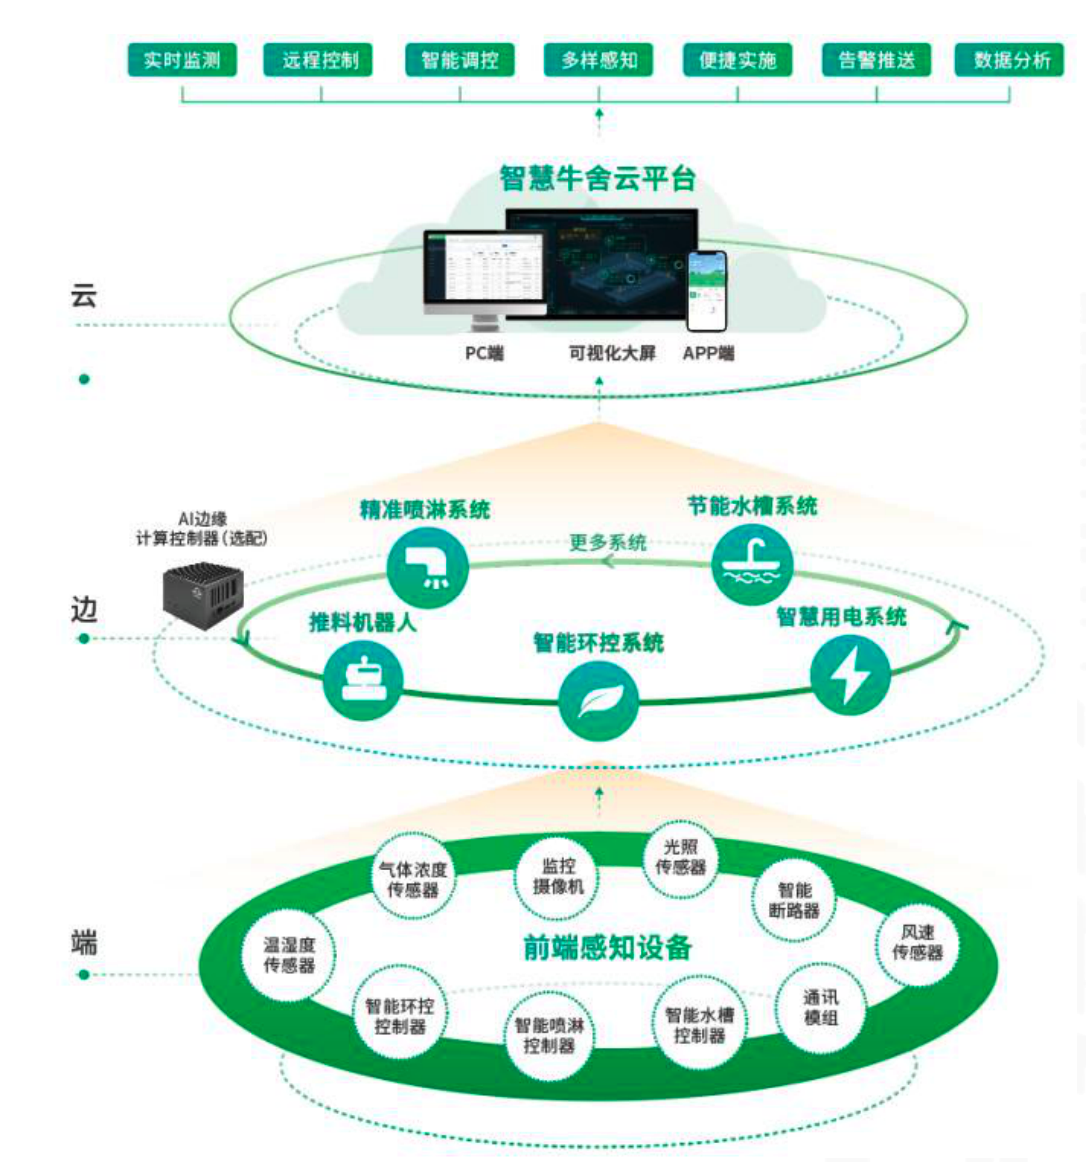 实时监测 远程控制 智能调控 多样感知 便捷实施 告警推送 数据分析
智慧牛舍云平台
云
PC端 可视化大屏 APP端
AI边缘
计算控制器(选配)
精准喷淋系统
节能水槽系统
更多系统
边
推料机器人
智能环控系统
智慧用电系统
气体浓度
传感器
监控
摄像机
光照
传感器
智能
断路器
端
温湿度
传感器
前端感知设备
风速
传感器
智能环控
控制器
智能喷淋
控制器
智能水槽
控制器
通讯
模组